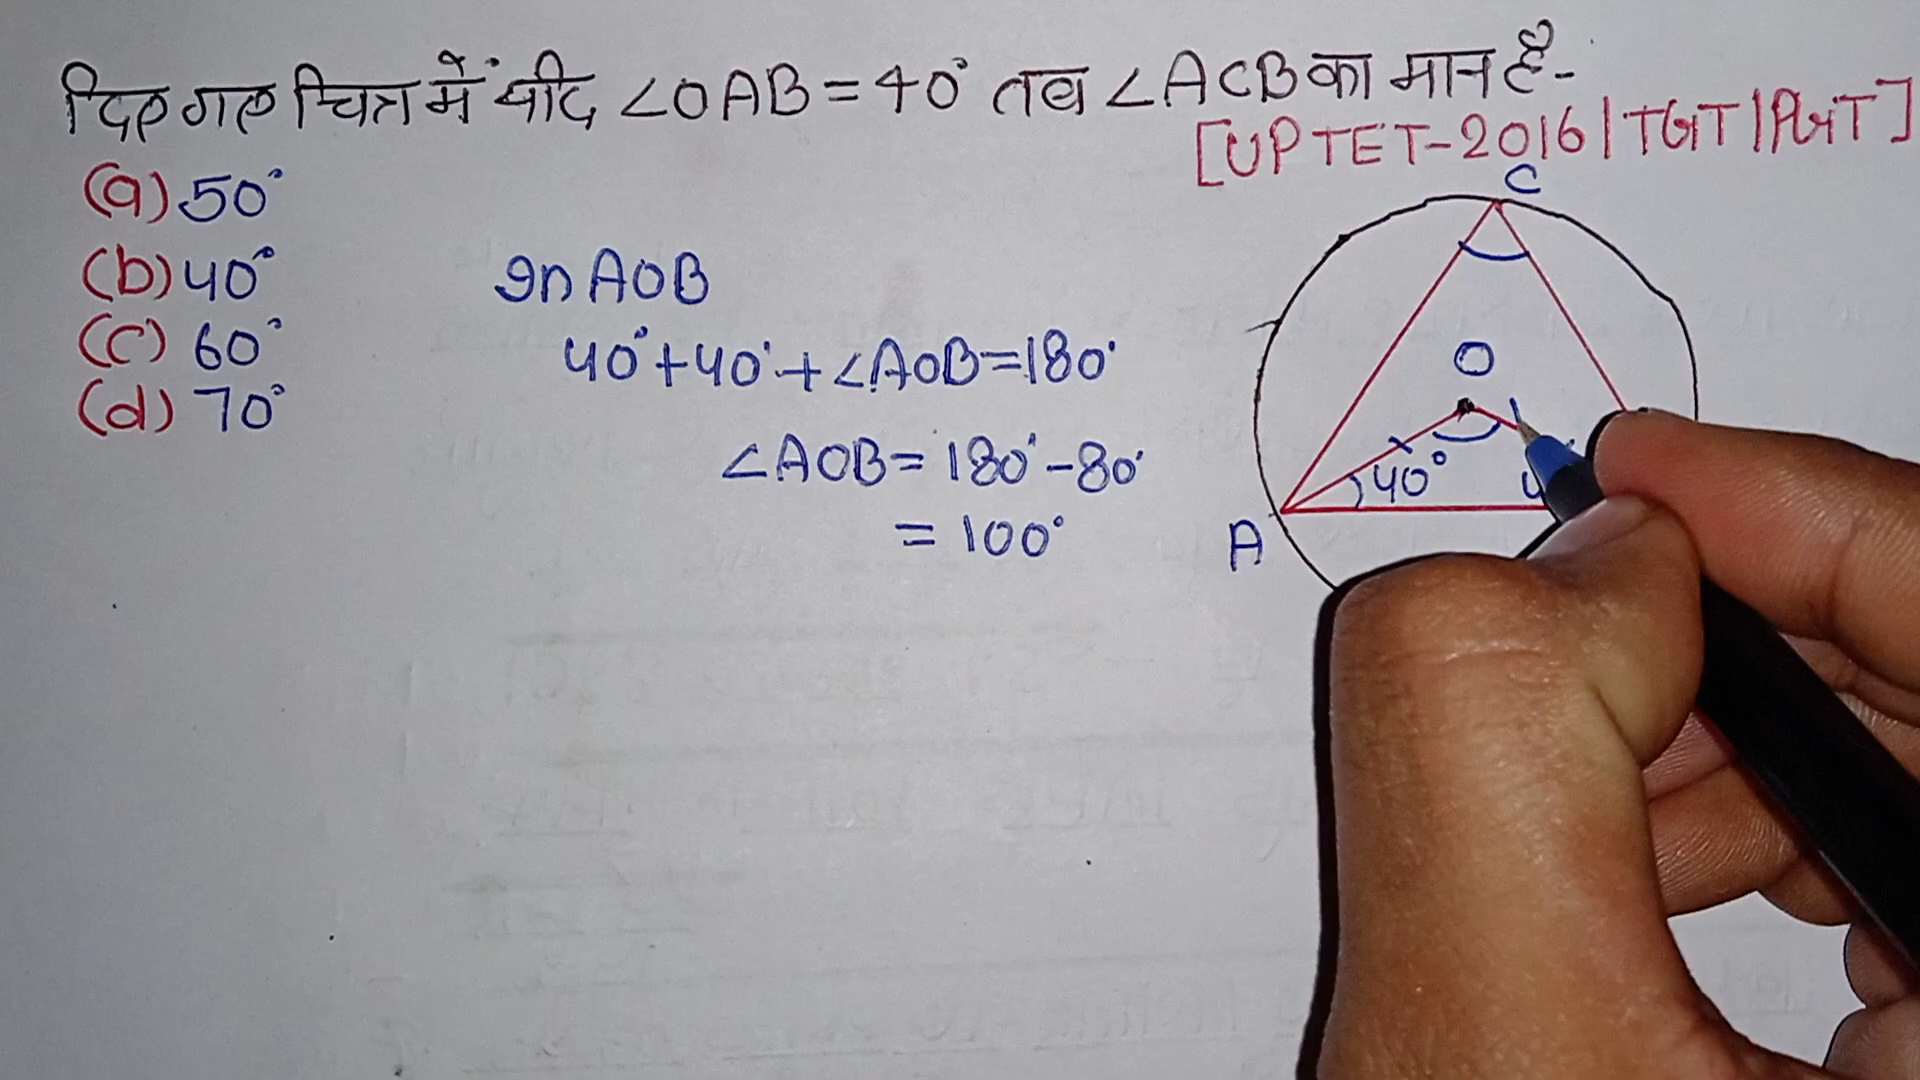 दिए गए चित्र में यदि ∠OAB = 40° तब ∠ACB का मान है-
[UPTET-2016 | TGT | PGT]
(a) 50°
(b) 40°
(c) 60°
(d) 70°
In AOB
40° + 40° + ∠AOB = 180°
∠AOB = 180° - 80°
= 100°
C
O
40°
A